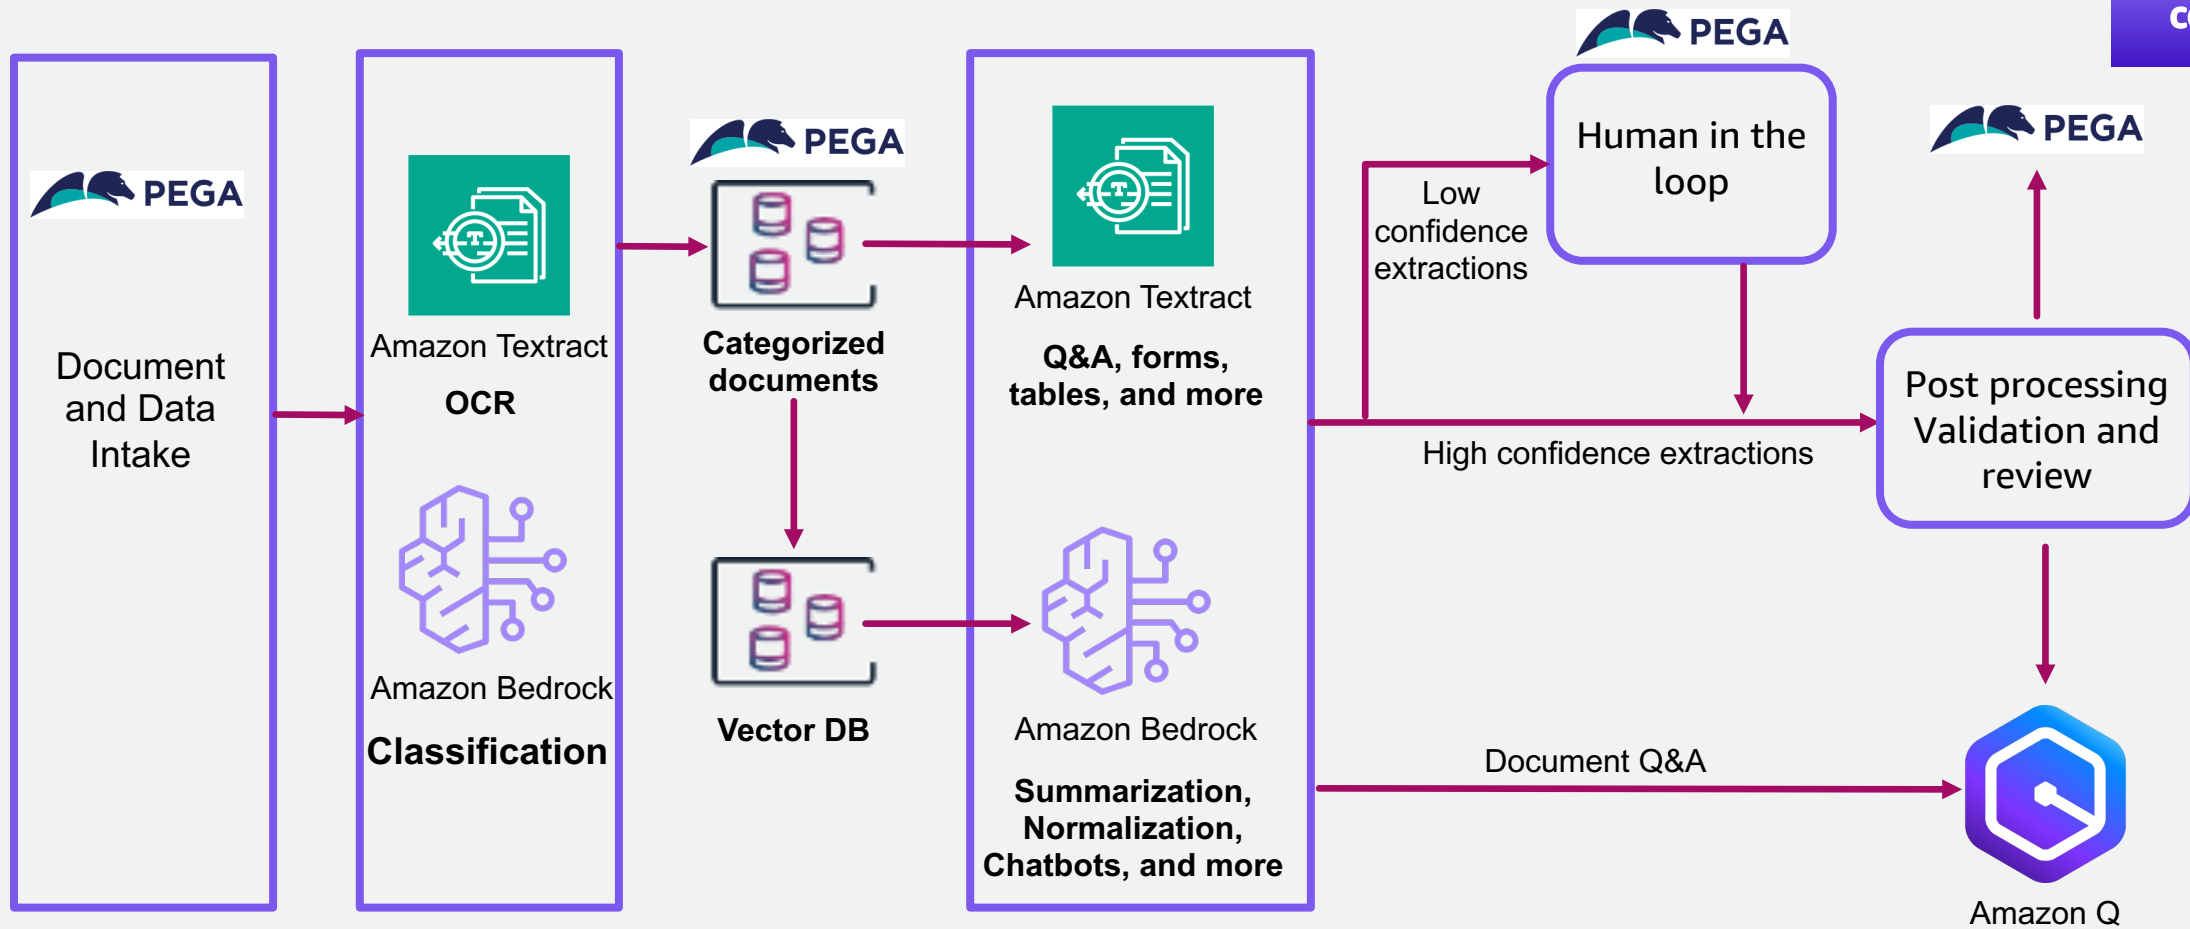 PEGA
Document
and Data
Intake
Amazon Textract
OCR
Amazon Bedrock
Classification
PEGA
Categorized
documents
Vector DB
Amazon Textract
Q&A, forms,
tables, and more
Amazon Bedrock
Summarization,
Normalization,
Chatbots, and more
Low
confidence
extractions
PEGA
Human in the
loop
High confidence extractions
PEGA
Post processing
Validation and
review
Document Q&A
Amazon Q